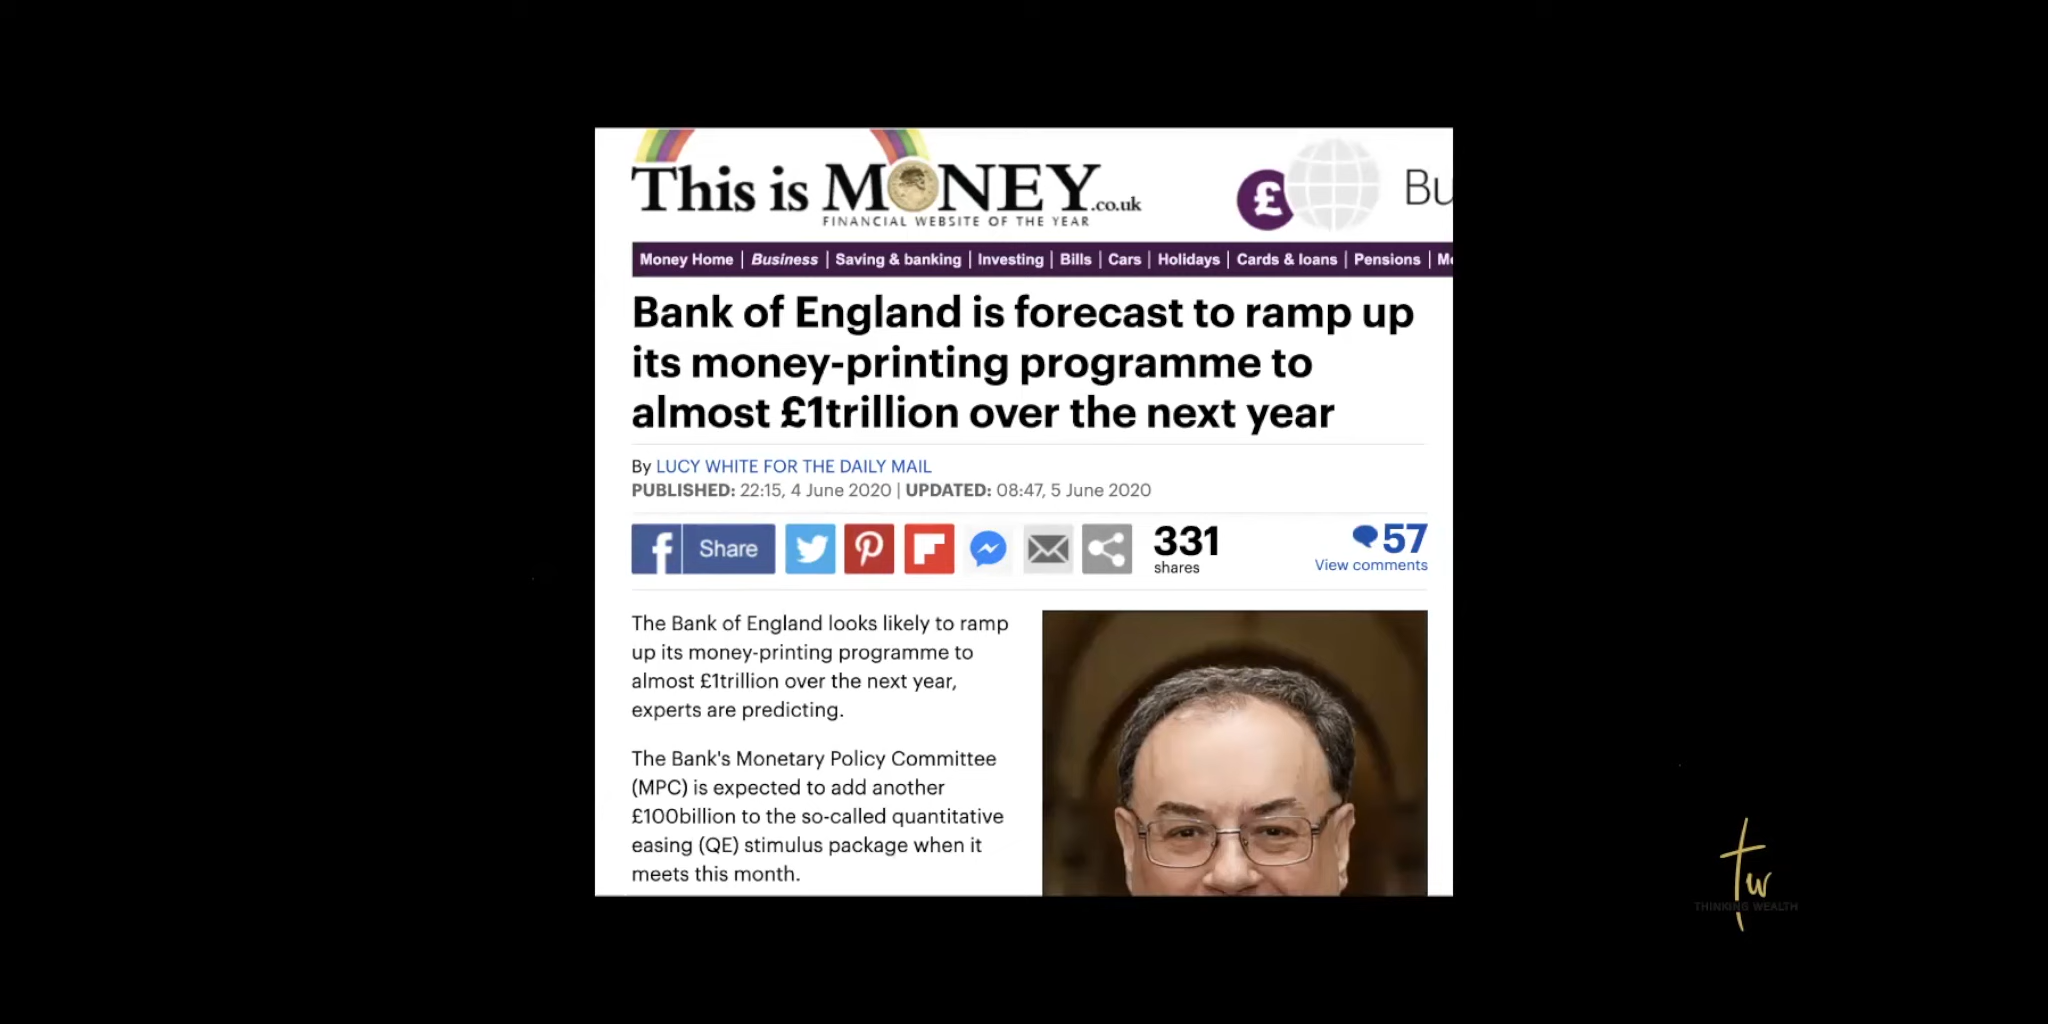 This is MONEY.co.uk
FINANCIAL WEBSITE OF THE YEAR
£
Bu
Money Home | Business | Saving & banking | Investing | Bills | Cars | Holidays | Cards & loans | Pensions | M
Bank of England is forecast to ramp up
its money-printing programme to
almost £1trillion over the next year
By LUCY WHITE FOR THE DAILY MAIL
PUBLISHED: 22:15, 4 June 2020 | UPDATED: 08:47, 5 June 2020
f Share
331
shares
57
View comments
The Bank of England looks likely to ramp
up its money-printing programme to
almost £1trillion over the next year,
experts are predicting.
The Bank's Monetary Policy Committee
(MPC) is expected to add another
£100billion to the so-called quantitative
easing (QE) stimulus package when it
meets this month.
tw
THINKING WEALTH